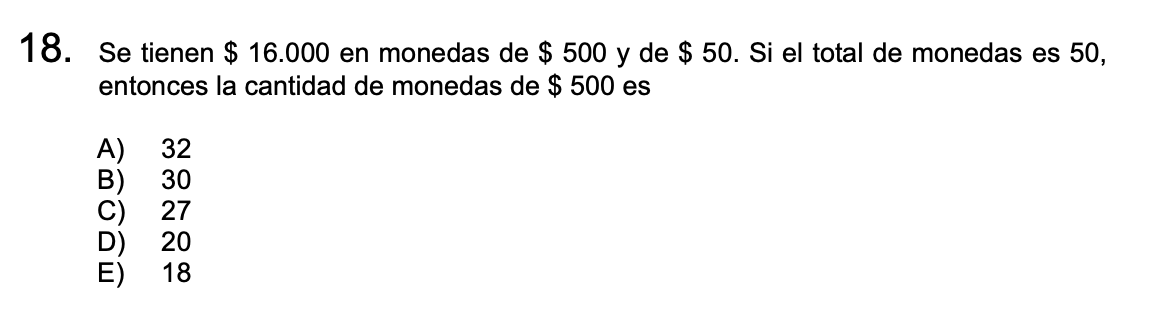 18. Se tienen $ 16.000 en monedas de $ 500 y de $ 50. Si el total de monedas es 50,
entonces la cantidad de monedas de $ 500 es
A) 32
B) 30
C) 27
D) 20
E) 18